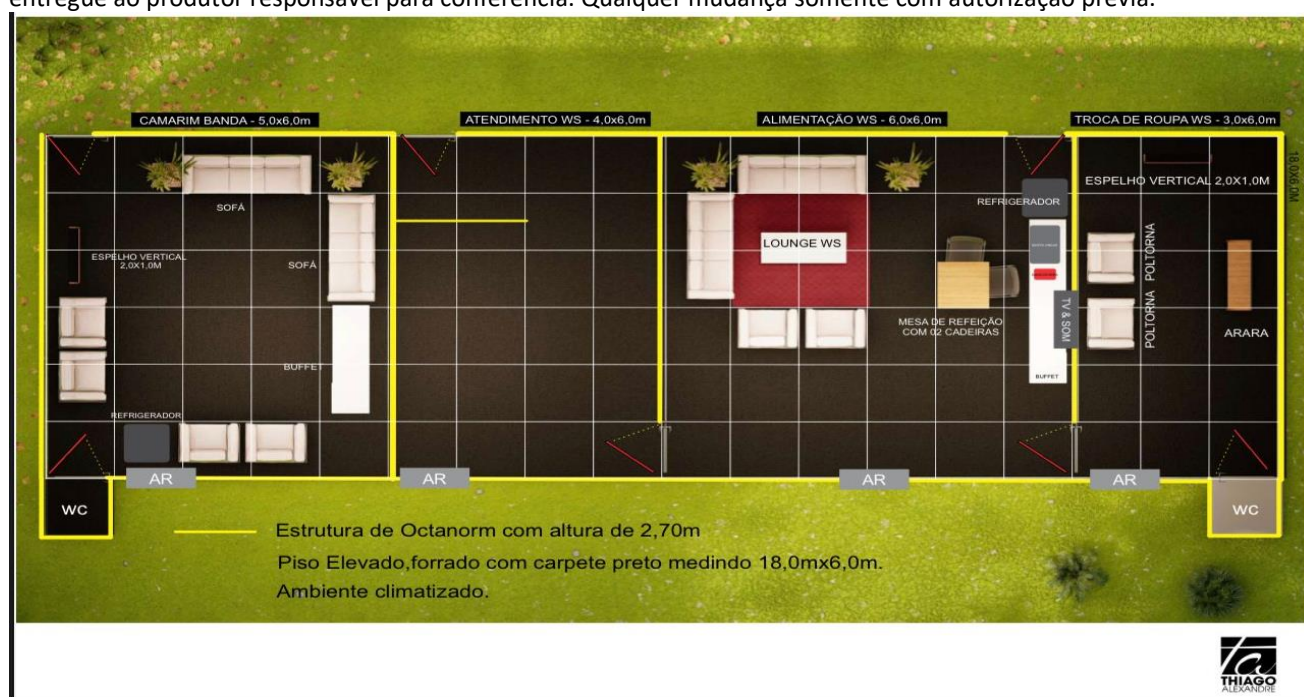 entregue ao produtor responsável para conferência. Qualquer mudança somente com autorização prévia.
CAMARIM BANDA - 5,0x6,0m
ATENDIMENTO WS - 4,0x6,0m
ALIMENTAÇÃO WS - 6,0x6,0m
TROCA DE ROUPA WS - 3,0x6,0m
18,0X6,0M
ESPELHO VERTICAL 2,0X1,0M
REFRIGERADOR
SOFÁ
LOUNGE WS
ESPELHO VERTICAL
2,0X1,0M
SOFÁ
POLTORNA
POLTORNA
TV & SOM
MESA DE REFEIÇÃO
COM 02 CADEIRAS
ARARA
BUFFET
BUFFET
REFRIGERADOR
AR
AR
AR
AR
WC
WC
Estrutura de Octanorm com altura de 2,70m
Piso Elevado,forrado com carpete preto medindo 18,0mx6,0m.
Ambiente climatizado.
ta
THIAGO
ALEXANDRE